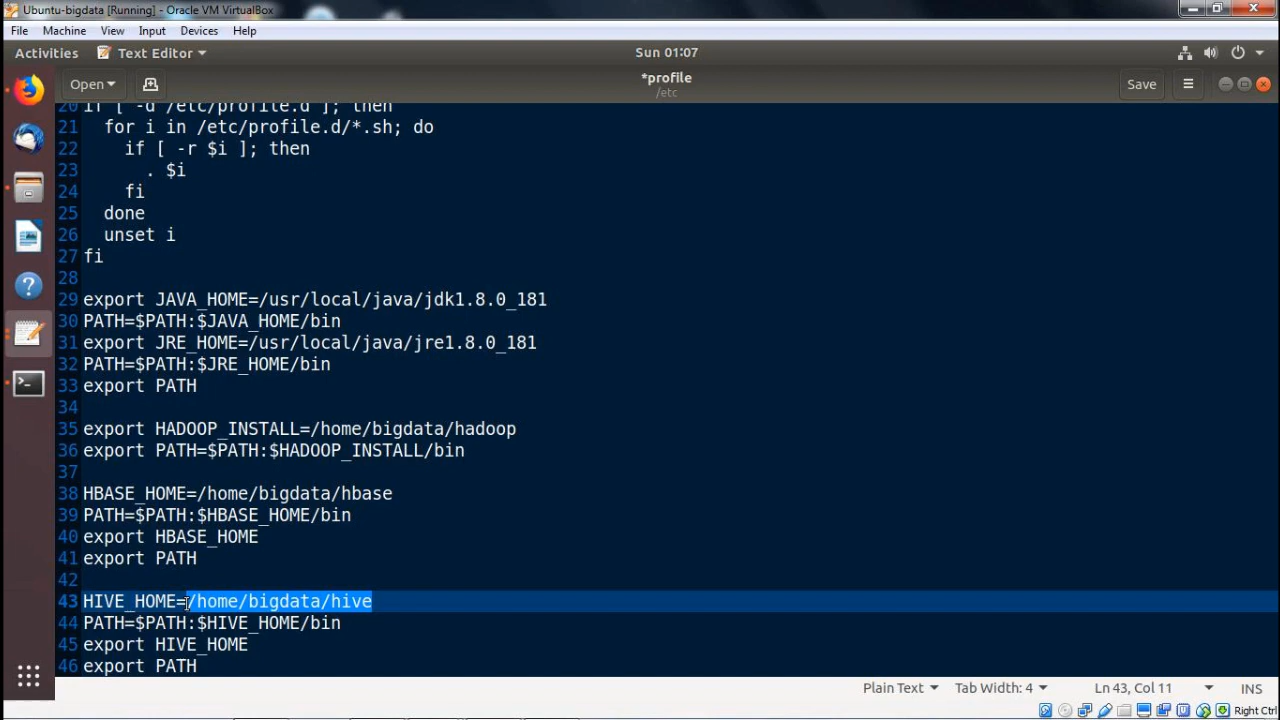 Ubuntu-bigdata [Running] - Oracle VM VirtualBox
File Machine View Input Devices Help
Activities Text Editor Sun 01:07
Open *profile Save
/etc
20 if [ -d /etc/profile.d ]; then
21 for i in /etc/profile.d/*.sh; do
22 if [ -r $i ]; then
23 . $i
24 fi
25 done
26 unset i
27 fi
28
29 export JAVA_HOME=/usr/local/java/jdk1.8.0_181
30 PATH=$PATH:$JAVA_HOME/bin
31 export JRE_HOME=/usr/local/java/jre1.8.0_181
32 PATH=$PATH:$JRE_HOME/bin
33 export PATH
34
35 export HADOOP_INSTALL=/home/bigdata/hadoop
36 export PATH=$PATH:$HADOOP_INSTALL/bin
37
38 HBASE_HOME=/home/bigdata/hbase
39 PATH=$PATH:$HBASE_HOME/bin
40 export HBASE_HOME
41 export PATH
42
43 HIVE_HOME=/home/bigdata/hive
44 PATH=$PATH:$HIVE_HOME/bin
45 export HIVE_HOME
46 export PATH
Plain Text Tab Width: 4 Ln 43, Col 11 INS
Right Ctrl